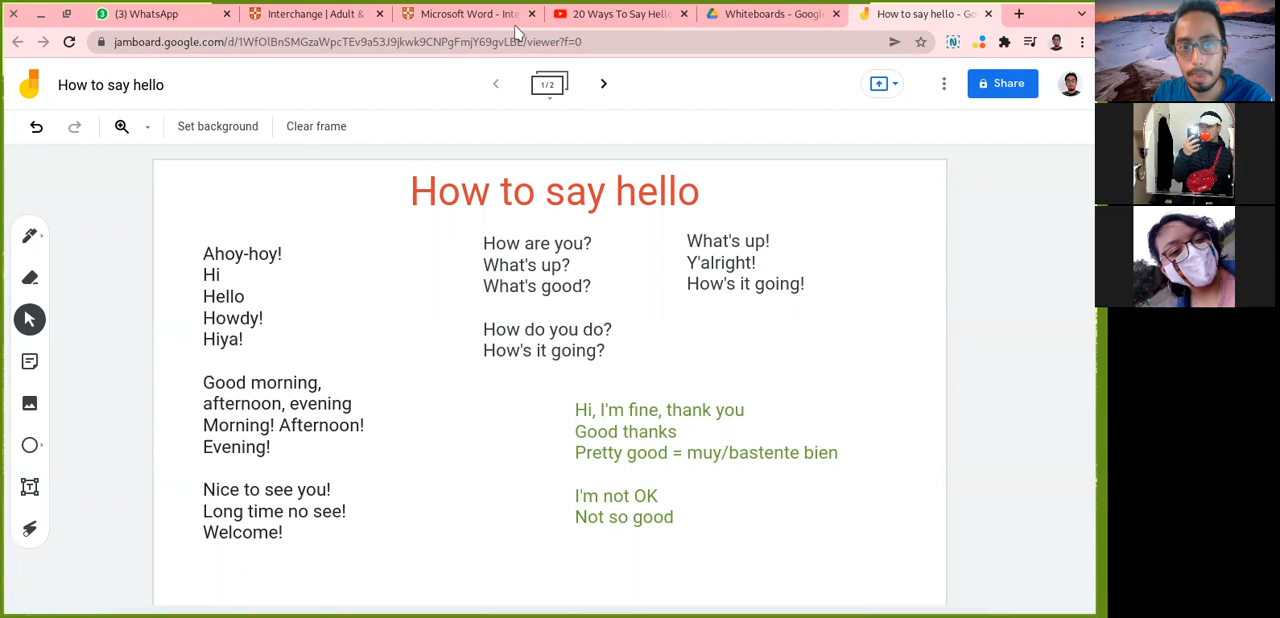 (3) WhatsApp
Interchange | Adult &
Microsoft Word - Inte
20 Ways To Say Hello
Whiteboards - Google
How to say hello - Go
jamboard.google.com/d/1WfOlBnSMGzaWpcTEv9a53J9jkwk9CNPgFmjY69gvLBE/viewer?f=0
How to say hello
1/2
Share
Set background
Clear frame
How to say hello
Ahoy-hoy!
Hi
Hello
Howdy!
Hiya!
Good morning,
afternoon, evening
Morning! Afternoon!
Evening!
Nice to see you!
Long time no see!
Welcome!
How are you?
What's up?
What's good?
How do you do?
How's it going?
What's up!
Y'alright!
How's it going!
Hi, I'm fine, thank you
Good thanks
Pretty good = muy/bastente bien
I'm not OK
Not so good